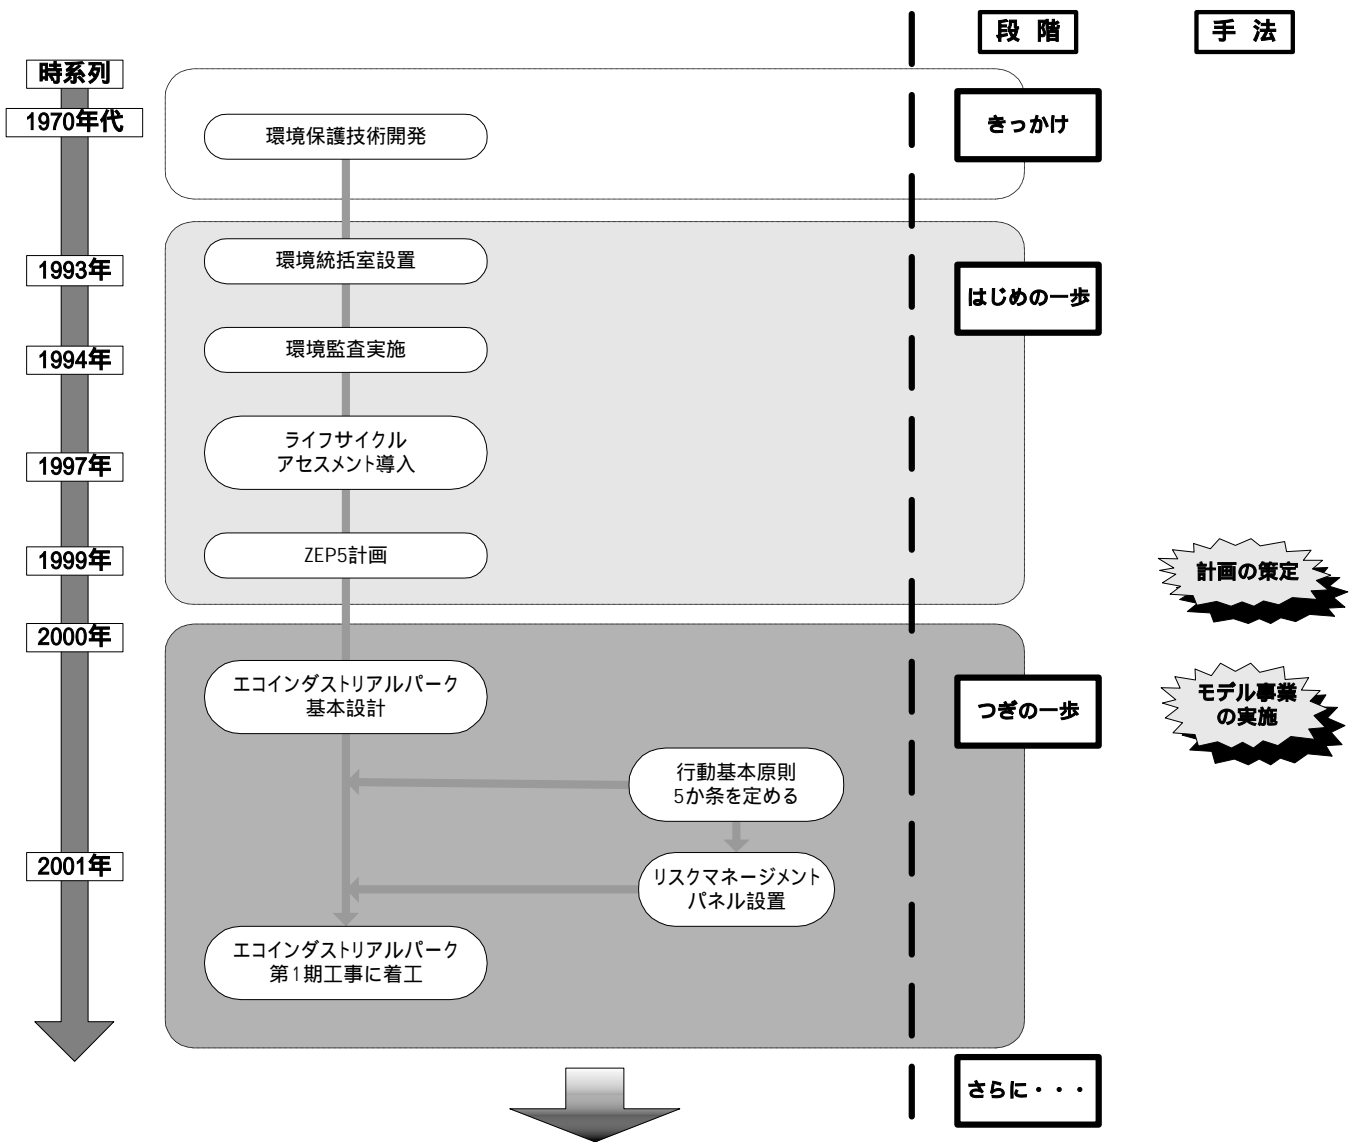 段 階
手 法
時系列
1970年代
環境保護技術開発
きっかけ
1993年
環境統括室設置
はじめの一歩
1994年
環境監査実施
1997年
ライフサイクル
アセスメント導入
1999年
ZEP5計画
計画の策定
2000年
エコインダストリアルパーク
基本設計
つぎの一歩
モデル事業
の実施
行動基本原則
5か条を定める
2001年
リスクマネージメント
パネル設置
エコインダストリアルパーク
第1期工事に着工
さらに・・・